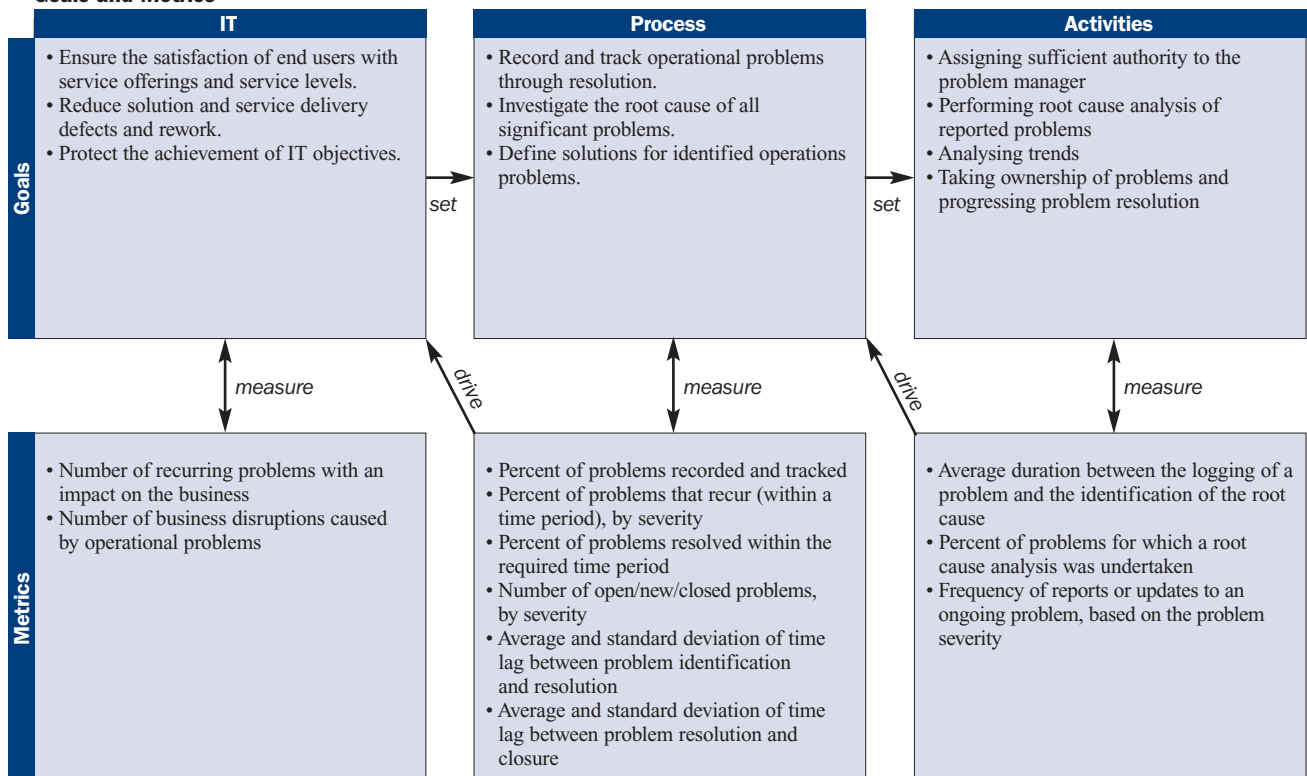 Goals and Metrics
IT
Process
Activities
Goals
• Ensure the satisfaction of end users with
service offerings and service levels.
• Reduce solution and service delivery
defects and rework.
• Protect the achievement of IT objectives.
set
• Record and track operational problems
through resolution.
• Investigate the root cause of all
significant problems.
• Define solutions for identified operations
problems.
set
• Assigning sufficient authority to the
problem manager
• Performing root cause analysis of
reported problems
• Analysing trends
• Taking ownership of problems and
progressing problem resolution
measure
drive
measure
drive
measure
Metrics
• Number of recurring problems with an
impact on the business
• Number of business disruptions caused
by operational problems
• Percent of problems recorded and tracked
• Percent of problems that recur (within a
time period), by severity
• Percent of problems resolved within the
required time period
• Number of open/new/closed problems,
by severity
• Average and standard deviation of time
lag between problem identification
and resolution
• Average and standard deviation of time
lag between problem resolution and
closure
• Average duration between the logging of a
problem and the identification of the root
cause
• Percent of problems for which a root
cause analysis was undertaken
• Frequency of reports or updates to an
ongoing problem, based on the problem
severity